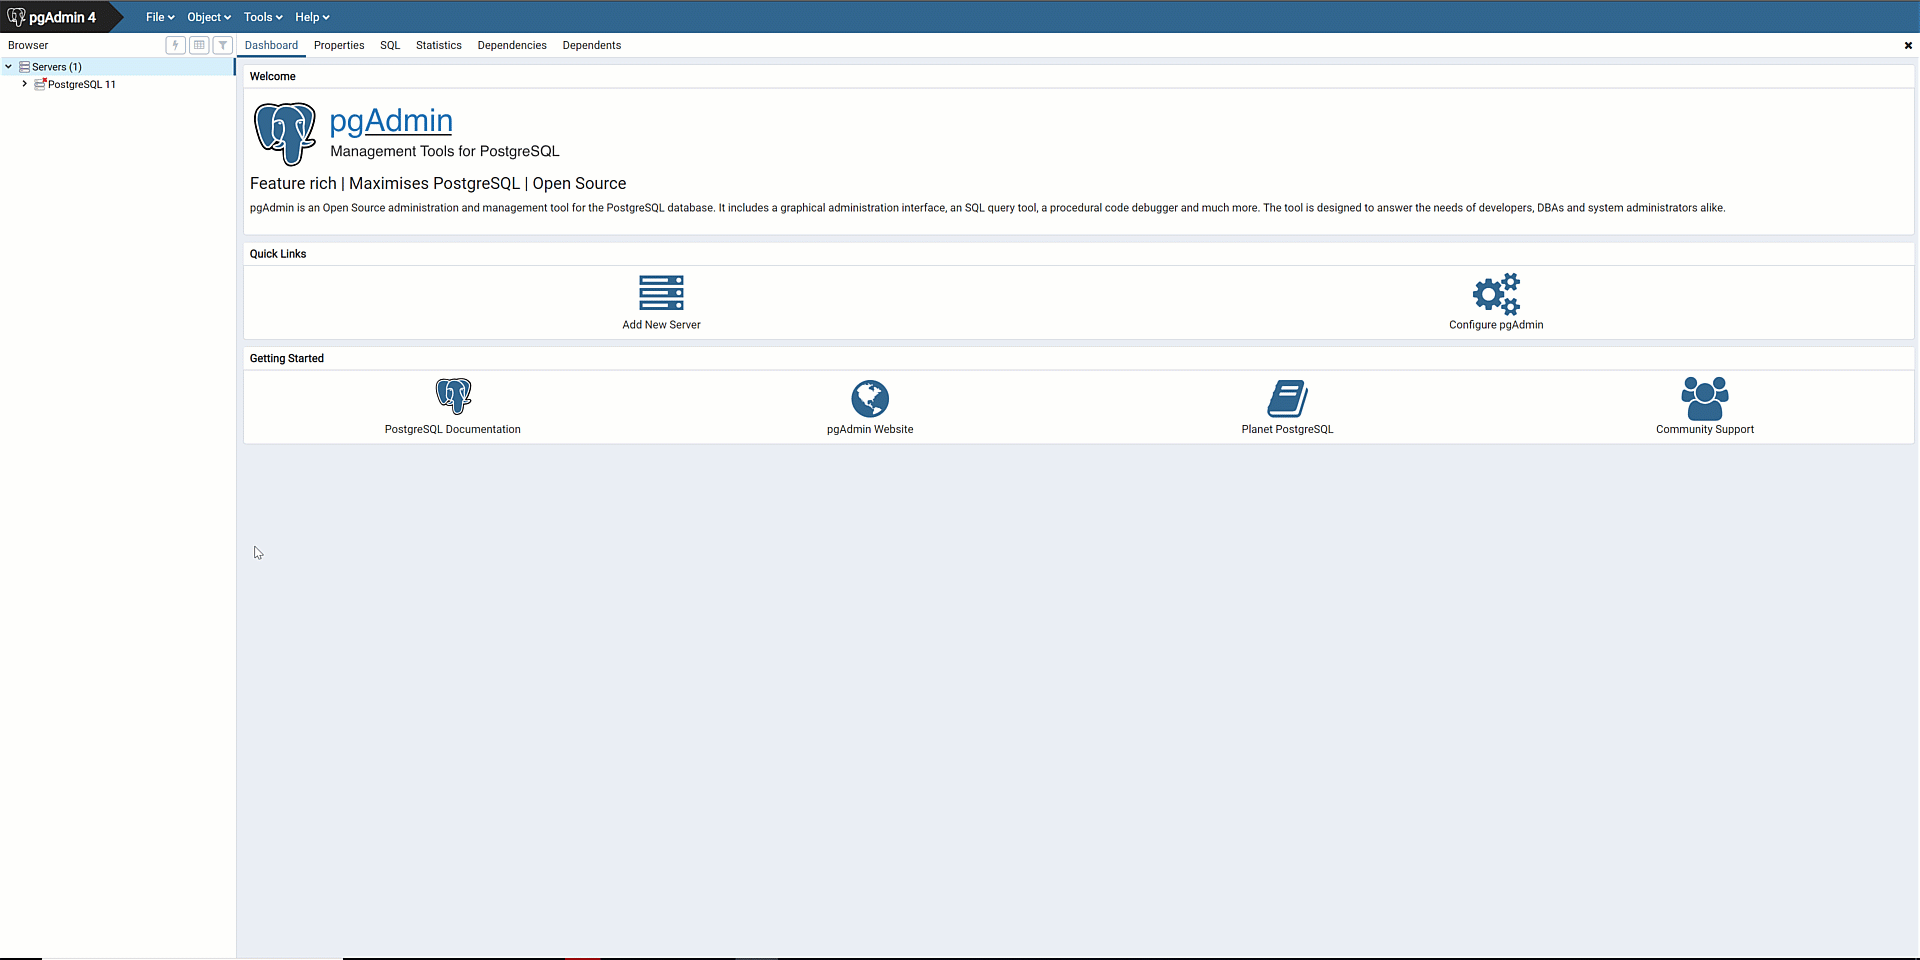 pgAdmin 4
File Object Tools Help
Browser
Dashboard Properties SQL Statistics Dependencies Dependents
Servers (1)
PostgreSQL 11
Welcome
pgAdmin
Management Tools for PostgreSQL
Feature rich | Maximises PostgreSQL | Open Source
pgAdmin is an Open Source administration and management tool for the PostgreSQL database. It includes a graphical administration interface, an SQL query tool, a procedural code debugger and much more. The tool is designed to answer the needs of developers, DBAs and system administrators alike.
Quick Links
Add New Server
Configure pgAdmin
Getting Started
PostgreSQL Documentation
pgAdmin Website
Planet PostgreSQL
Community Support